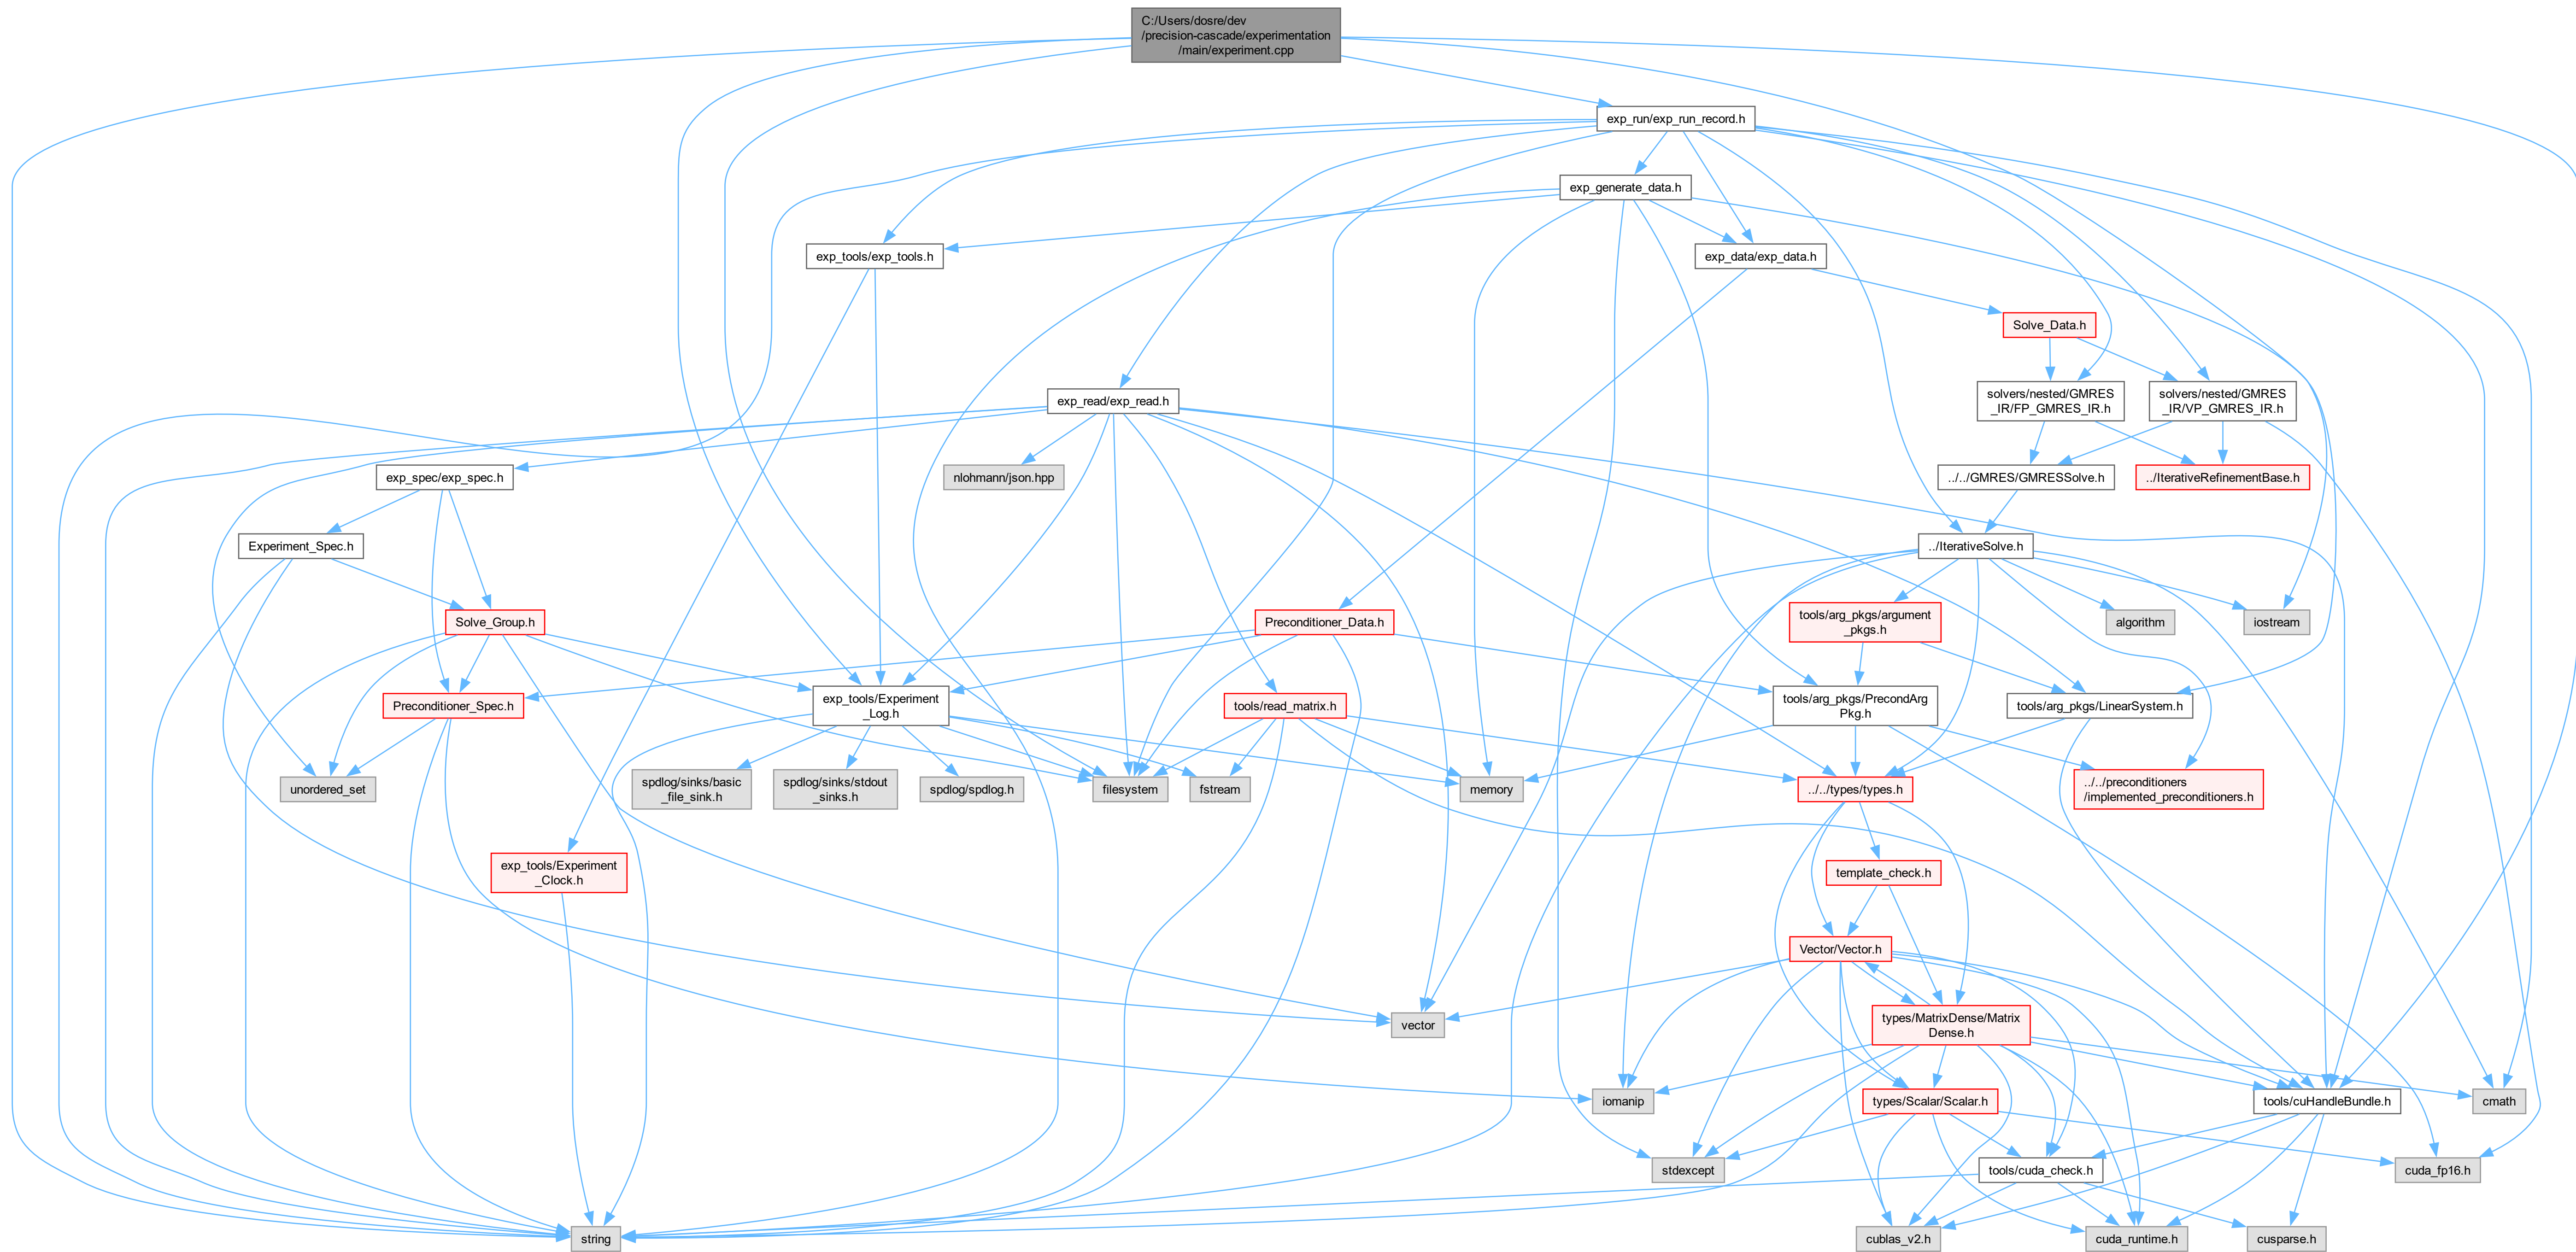 C:/Users/dosre/dev
/precision-cascade/experimentation
/main/experiment.cpp
exp_run/exp_run_record.h
exp_generate_data.h
exp_tools/exp_tools.h
exp_data/exp_data.h
Solve_Data.h
exp_read/exp_read.h
solvers/nested/GMRES
_IR/FP_GMRES_IR.h
solvers/nested/GMRES
_IR/VP_GMRES_IR.h
exp_spec/exp_spec.h
nlohmann/json.hpp
../../GMRES/GMRESSolve.h
../IterativeRefinementBase.h
Experiment_Spec.h
../IterativeSolve.h
Solve_Group.h
Preconditioner_Data.h
tools/arg_pkgs/argument
_pkgs.h
algorithm
iostream
Preconditioner_Spec.h
exp_tools/Experiment
_Log.h
tools/read_matrix.h
tools/arg_pkgs/PrecondArg
Pkg.h
tools/arg_pkgs/LinearSystem.h
unordered_set
spdlog/sinks/basic
_file_sink.h
spdlog/sinks/stdout
_sinks.h
spdlog/spdlog.h
filesystem
fstream
memory
../../types/types.h
../../preconditioners
/implemented_preconditioners.h
exp_tools/Experiment
_Clock.h
template_check.h
Vector/Vector.h
vector
types/MatrixDense/Matrix
Dense.h
iomanip
types/Scalar/Scalar.h
tools/cuHandleBundle.h
cmath
stdexcept
tools/cuda_check.h
cuda_fp16.h
string
cublas_v2.h
cuda_runtime.h
cusparse.h